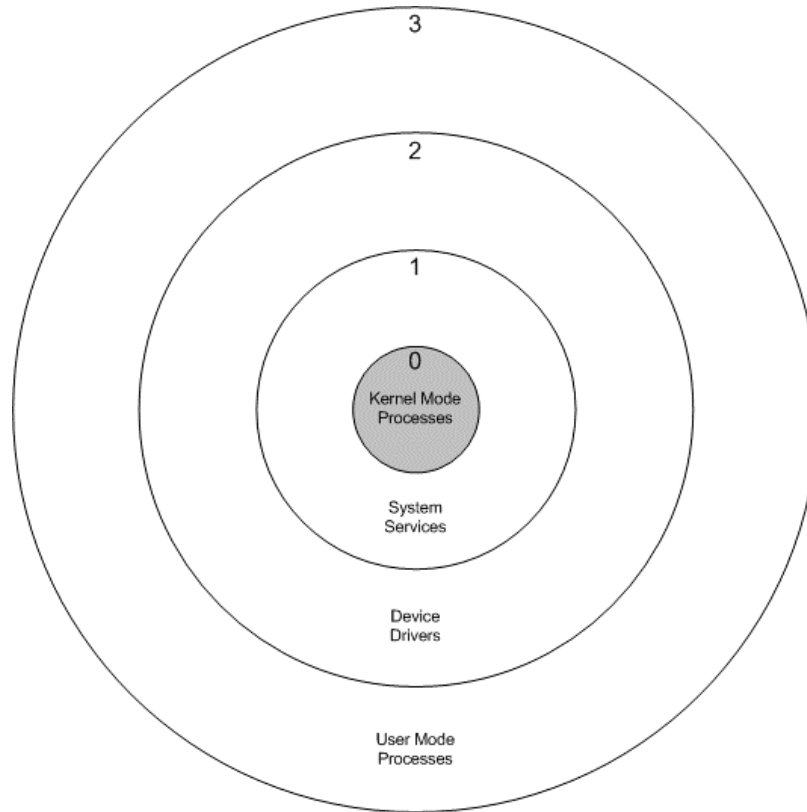 3
2
1
0
Kernel Mode
Processes
System
Services
Device
Drivers
User Mode
Processes